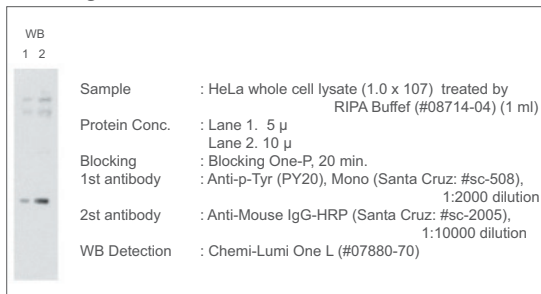 WB
1 2
Sample : HeLa whole cell lysate (1.0 x 107) treated by
RIPA Buffef (#08714-04) (1 ml)
Protein Conc. : Lane 1. 5 µ
Lane 2. 10 µ
Blocking : Blocking One-P, 20 min.
1st antibody : Anti-p-Tyr (PY20), Mono (Santa Cruz: #sc-508),
1:2000 dilution
2st antibody : Anti-Mouse IgG-HRP (Santa Cruz: #sc-2005),
1:10000 dilution
WB Detection : Chemi-Lumi One L (#07880-70)